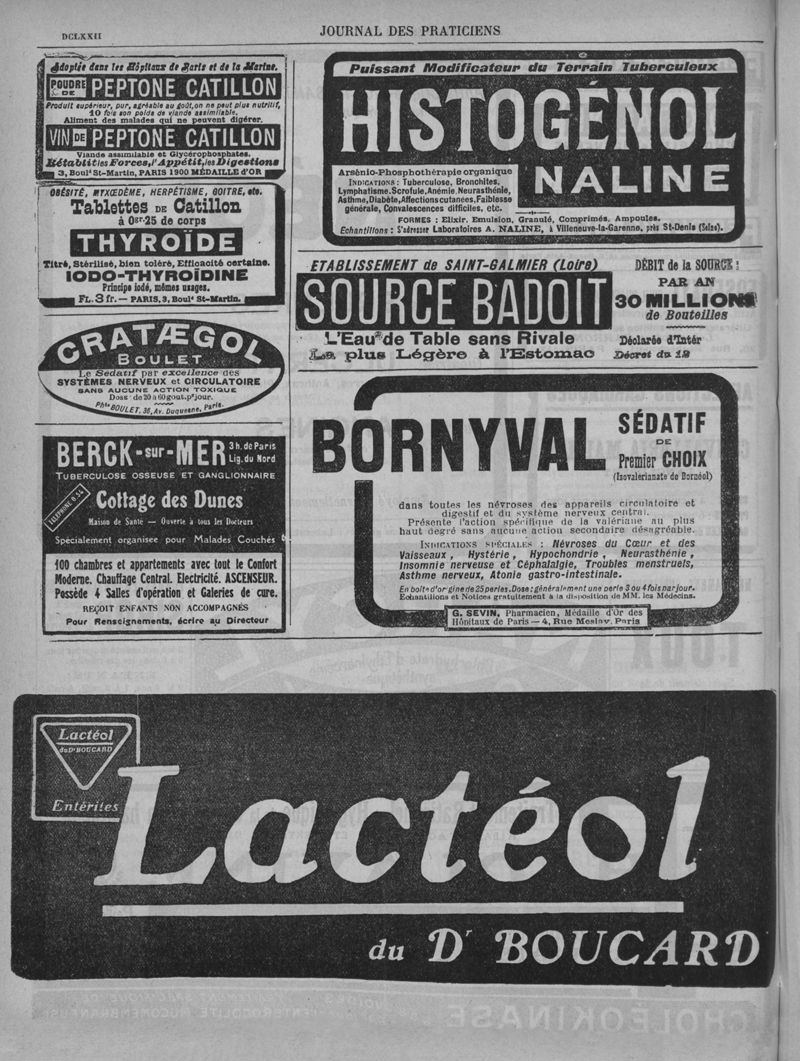 DCLXXII
JOURNAL DES PRATICIENS
Adoptée dans les Hôpitaux de Paris et de la Marine.
POUDRE DE PEPTONE CATILLON
Produit supérieur, pur, agréable au goût, on ne peut plus nutritif,
10 fois son poids de viande assimilable.
Aliment des malades qui ne peuvent digérer.
VIN DE PEPTONE CATILLON
Viande assimilable et Glycérophosphates.
Rétablit les Forces, l'Appétit, les Digestions
3, Boulᵈ St-Martin, PARIS 1900 MÉDAILLE D'OR
OBÉSITÉ, MYXŒDÈME, HERPÉTISME, GOITRE, etc.
Tablettes DE Catillon
à 0gr.25 de corps
THYROÏDE
Titré, Stérilisé, bien toléré, Efficacité certaine.
IODO-THYROÏDINE
Principe iodé, mêmes usages.
FL. 3 fr. — PARIS, 3, Boulᵈ St-Martin.
CRATÆGOL
BOULET
Le Sédatif par excellence des
SYSTÈMES NERVEUX et CIRCULATOIRE
SANS AUCUNE ACTION TOXIQUE
Dose: de 20 à 60 gout. pr jour.
Phie BOULET, 36, Av. Duquesne, Paris.
BERCK-sur-MER 3 h. de Paris
Lig. du Nord
TUBERCULOSE OSSEUSE ET GANGLIONNAIRE
TÉLÉPHONE 0.34
Cottage des Dunes
Maison de Santé — Ouverte à tous les Docteurs
Spécialement organisee pour Malades Couchés
100 chambres et appartements avec tout le Confort
Moderne. Chauffage Central. Electricité. ASCENSEUR.
Possède 4 Salles d'opération et Galeries de cure.
REÇOIT ENFANTS NON ACCOMPAGNÉS
Pour Renseignements, écrire au Directeur
Puissant Modificateur du Terrain Tuberculeux
HISTOGÉNOL
NALINE
Arsénio-Phosphothérapie organique
INDICATIONS: Tuberculose, Bronchites,
Lymphatisme. Scrofule, Anémie. Neurasthénie,
Asthme, Diabète, Affections cutanées, Faiblesse
générale, Convalescences difficiles, etc.
FORMES : Elixir. Emulsion, Granulé, Comprimés, Ampoules.
Echantillons : S'adresser Laboratoires A. NALINE, à Villeneuve-la-Garenne, près St-Denis (Seine).
ETABLISSEMENT de SAINT-GALMIER (Loire)
SOURCE BADOIT
L'Eau de Table sans Rivale
La plus Légère à l'Estomac
DÉBIT de la SOURCE:
PAR AN
30 MILLIONS
de Bouteilles
Déclarée d'Intér
Décret du 12
BORNYVAL
SÉDATIF
DE
Premier CHOIX
(Isovalerianate de Bornéol)
dans toutes les névroses des appareils circulatoire et
digestif et du système nerveux central.
Présente l'action spécifique de la valériane au plus
haut degré sans aucune action secondaire désagréable.
INDICATIONS SPÉCIALES : Névroses du Cœur et des
Vaisseaux, Hystérie, Hypochondrie, Neurasthénie,
Insomnie nerveuse et Céphalalgie, Troubles menstruels,
Asthme nerveux, Atonie gastro-intestinale.
En boîte d'origine de 25 perles. Dose: généralement une perle 3 ou 4 fois par jour.
Echantillons et Notices gratuitement à la disposition de MM. les Médecins.
G. SEVIN, Pharmacien, Médaille d'Or des
Hôpitaux de Paris — 4, Rue Meslay, Paris
Lactéol
du Dr BOUCARD
Entérites
Lactéol
du Dr BOUCARD